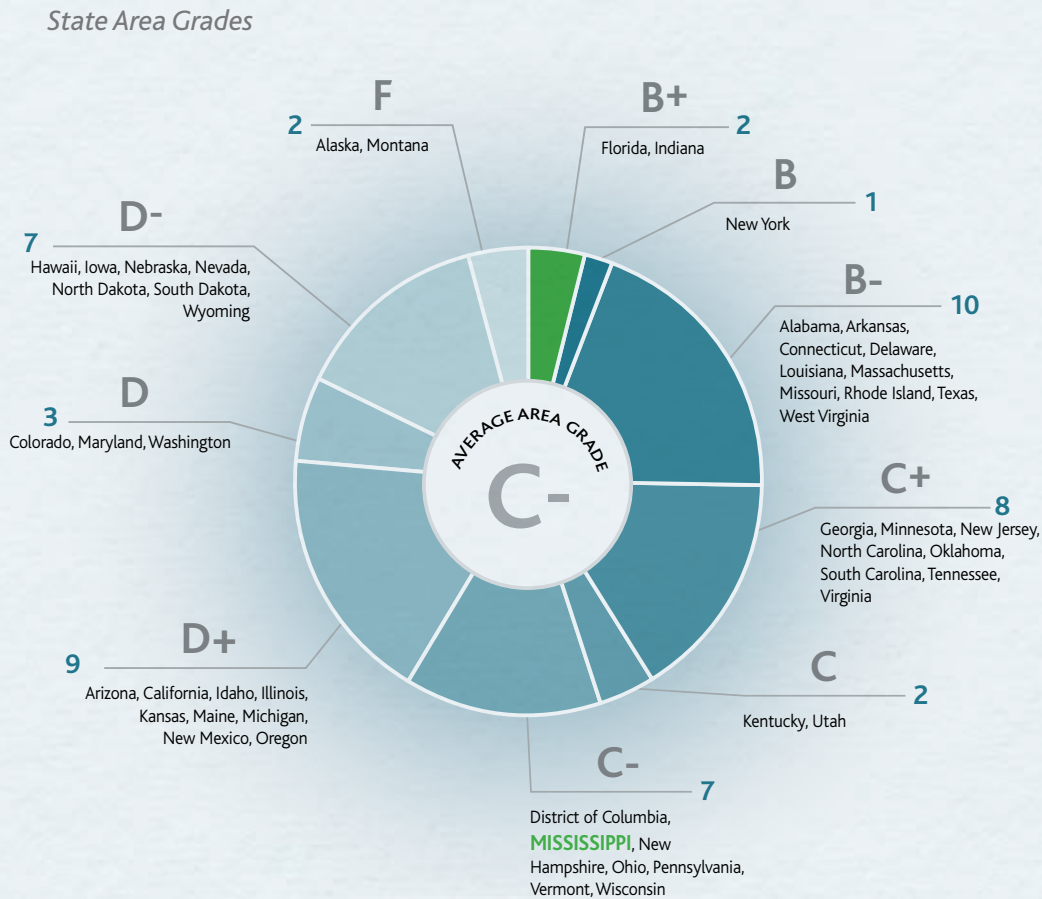 State Area Grades
F
2
Alaska, Montana
B+
2
Florida, Indiana
B
1
New York
B-
10
Alabama, Arkansas,
Connecticut, Delaware,
Louisiana, Massachusetts,
Missouri, Rhode Island, Texas,
West Virginia
C+
8
Georgia, Minnesota, New Jersey,
North Carolina, Oklahoma,
South Carolina, Tennessee,
Virginia
C
2
Kentucky, Utah
C-
7
District of Columbia,
MISSISSIPPI, New
Hampshire, Ohio, Pennsylvania,
Vermont, Wisconsin
D+
9
Arizona, California, Idaho, Illinois,
Kansas, Maine, Michigan,
New Mexico, Oregon
D
3
Colorado, Maryland, Washington
D-
7
Hawaii, Iowa, Nebraska, Nevada,
North Dakota, South Dakota,
Wyoming
AVERAGE AREA GRADE
C-